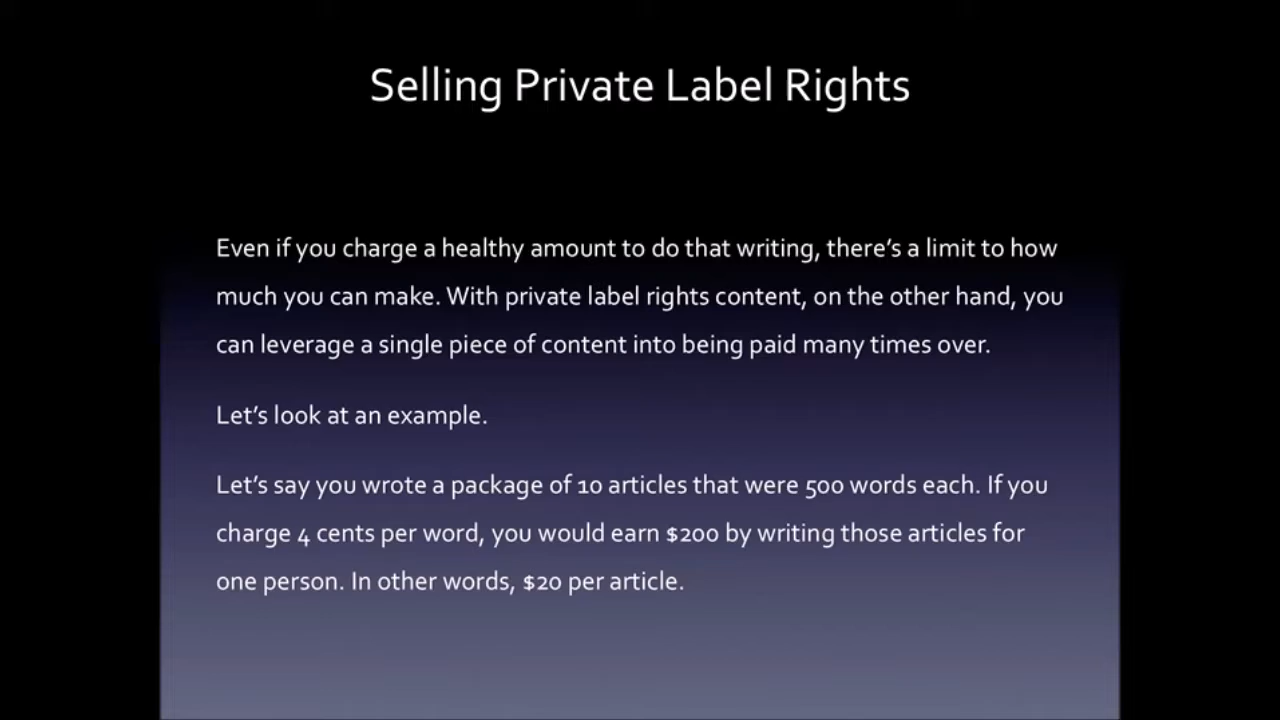 Selling Private Label Rights
Even if you charge a healthy amount to do that writing, there’s a limit to how
much you can make. With private label rights content, on the other hand, you
can leverage a single piece of content into being paid many times over.
Let’s look at an example.
Let’s say you wrote a package of 10 articles that were 500 words each. If you
charge 4 cents per word, you would earn $200 by writing those articles for
one person. In other words, $20 per article.